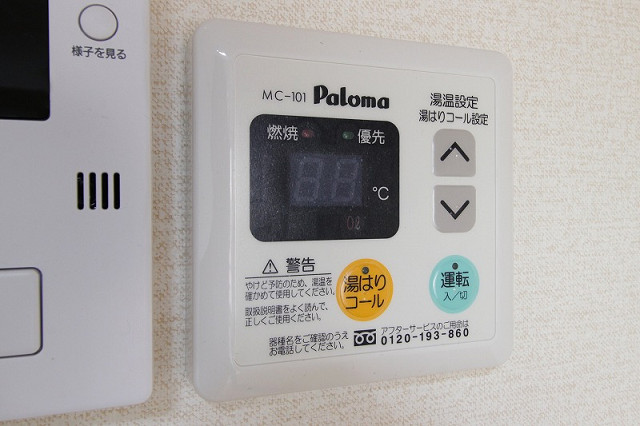 様子を見る
MC-101 Paloma
湯温設定
湯はりコール設定
燃焼
優先
88
℃
0ℓ
警告
やけど予防のため、湯温を
確かめて使用してください。
取扱説明書をよく読んで、
正しくご使用ください。
器種名をご確認のうえ
お電話してください。
湯はり
コール
運転
入/切
アフターサービスのご用命は
0120-193-860